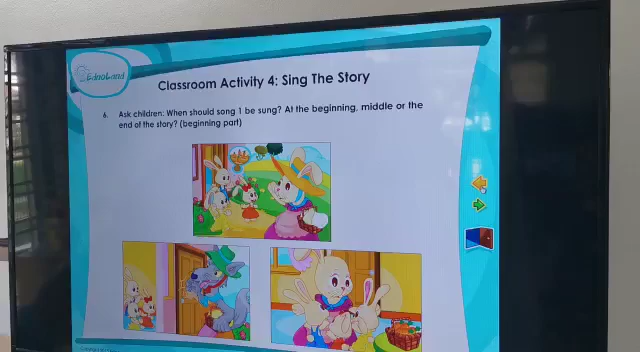 EduoLand
Classroom Activity 4: Sing The Story
6. Ask children: When should song 1 be sung? At the beginning, middle or the
end of the story? (beginning part)